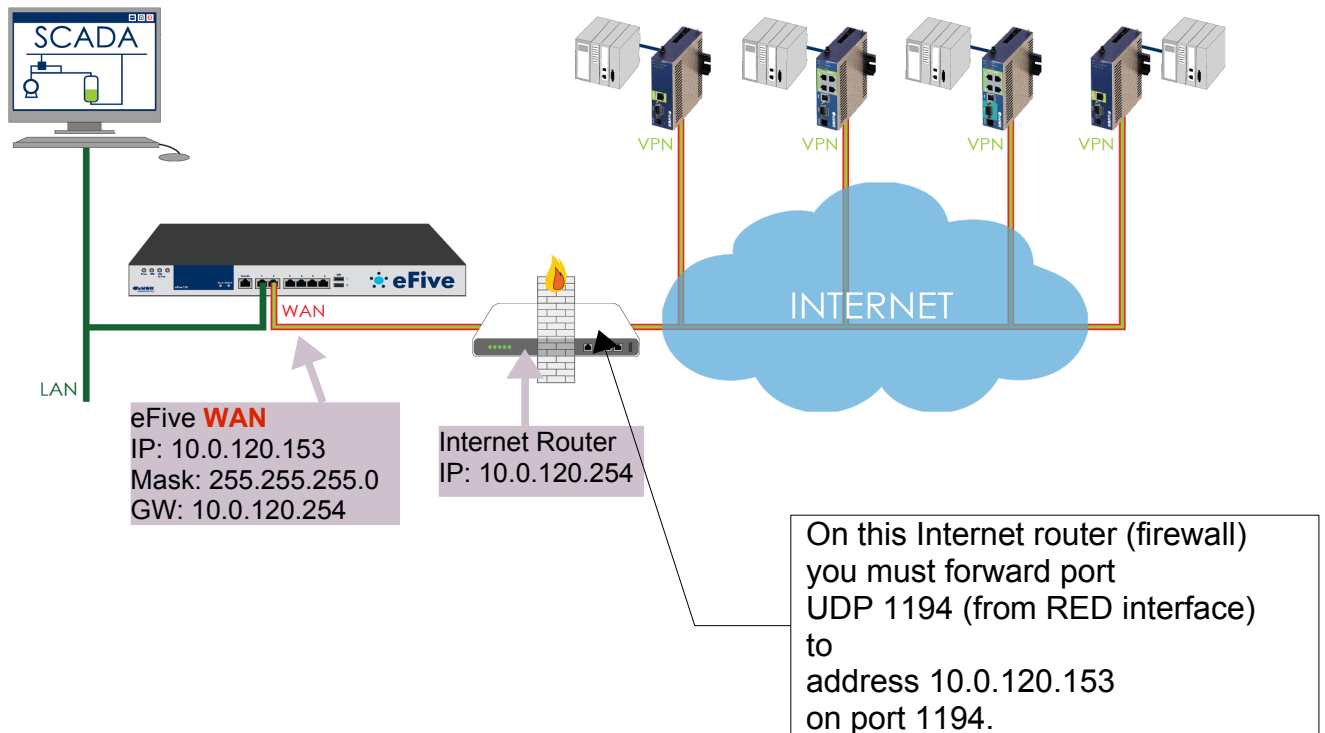 SCADA
VPN
VPN
VPN
VPN
eFive
WAN
INTERNET
LAN
eFive WAN
IP: 10.0.120.153
Mask: 255.255.255.0
GW: 10.0.120.254
Internet Router
IP: 10.0.120.254
On this Internet router (firewall)
you must forward port
UDP 1194 (from RED interface)
to
address 10.0.120.153
on port 1194.